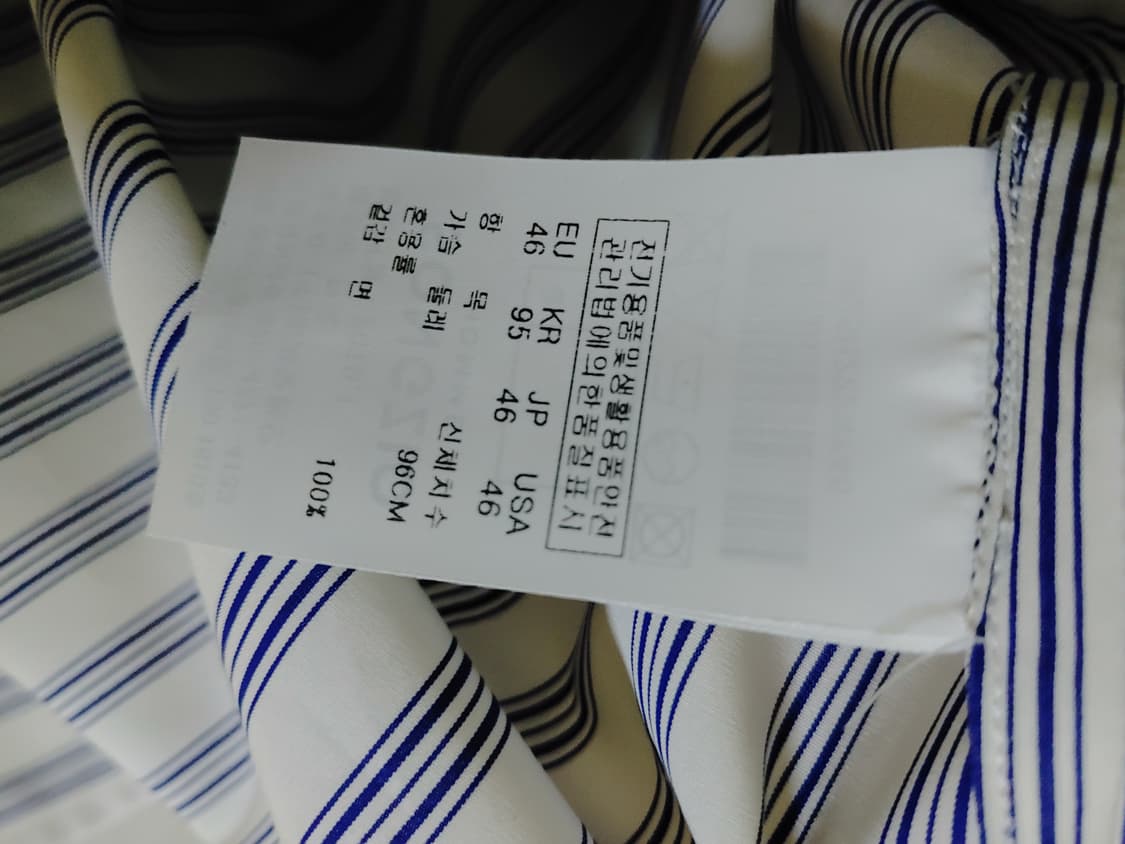 전기용품및생활용품안전
관리법에의한품질표시
EU KR JP USA
46 95 46 46
항 목 신체치수
가슴둘레 96CM
혼용률
겉감 면 100%